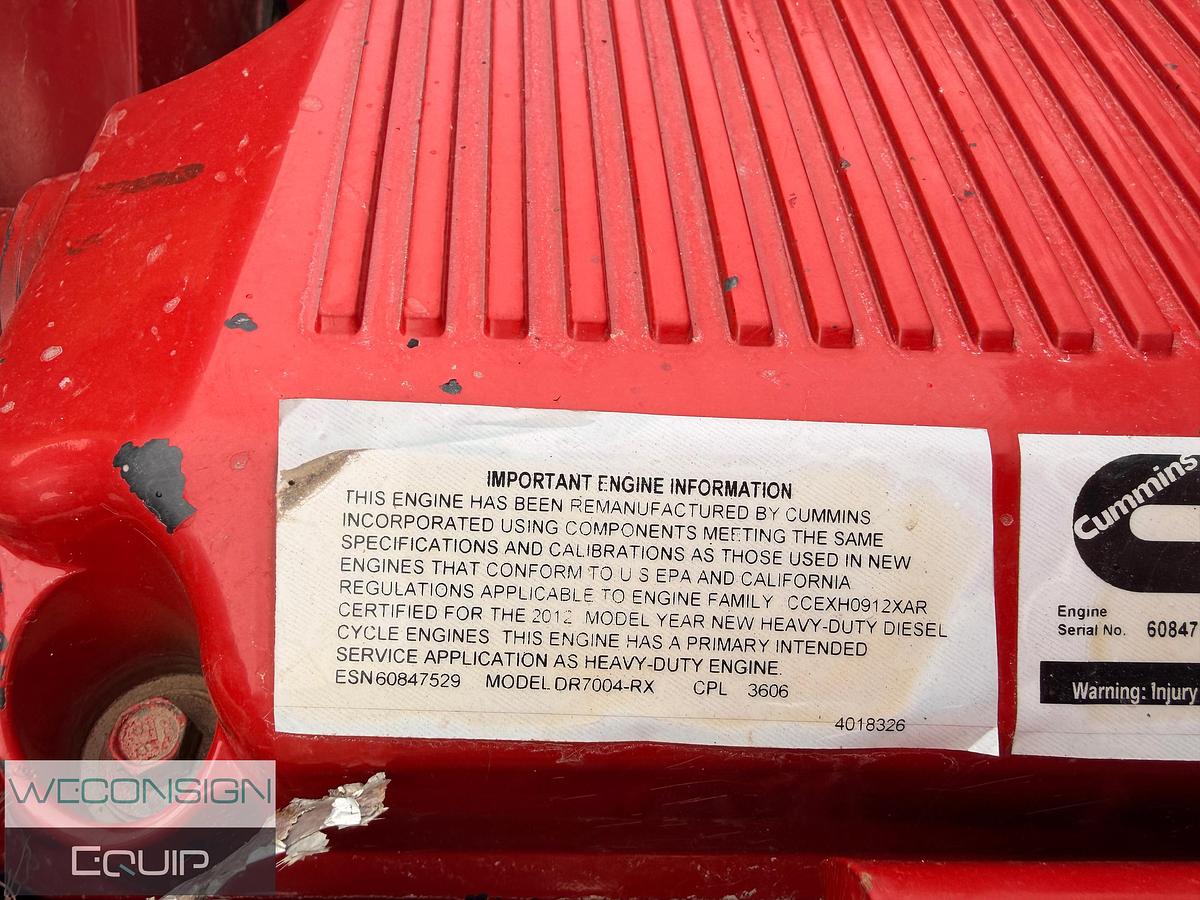 IMPORTANT ENGINE INFORMATION
THIS ENGINE HAS BEEN REMANUFACTURED BY CUMMINS
INCORPORATED USING COMPONENTS MEETING THE SAME
SPECIFICATIONS AND CALIBRATIONS AS THOSE USED IN NEW
ENGINES THAT CONFORM TO U S EPA AND CALIFORNIA
REGULATIONS APPLICABLE TO ENGINE FAMILY CCEXH0912XAR
CERTIFIED FOR THE 2012 MODEL YEAR NEW HEAVY-DUTY DIESEL
CYCLE ENGINES THIS ENGINE HAS A PRIMARY INTENDED
SERVICE APPLICATION AS HEAVY-DUTY ENGINE.
ESN60847529 MODEL DR7004-RX CPL 3606
4018326
Cummins
Engine
Serial No. 60847
Warning: Injury
WECONSIGN
EQUIP